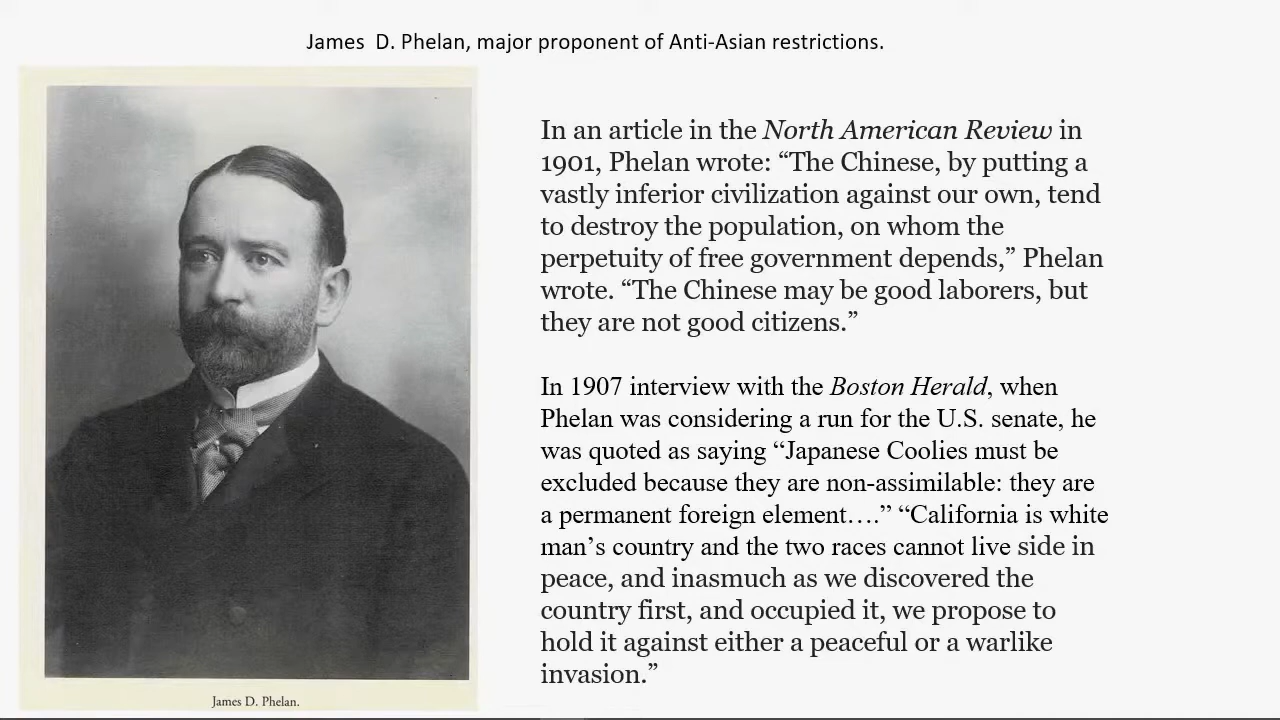 James D. Phelan, major proponent of Anti-Asian restrictions.
In an article in the North American Review in
1901, Phelan wrote: “The Chinese, by putting a
vastly inferior civilization against our own, tend
to destroy the population, on whom the
perpetuity of free government depends,” Phelan
wrote. “The Chinese may be good laborers, but
they are not good citizens.”
In 1907 interview with the Boston Herald, when
Phelan was considering a run for the U.S. senate, he
was quoted as saying “Japanese Coolies must be
excluded because they are non-assimilable: they are
a permanent foreign element….” “California is white
man’s country and the two races cannot live side in
peace, and inasmuch as we discovered the
country first, and occupied it, we propose to
hold it against either a peaceful or a warlike
invasion.”
James D. Phelan.